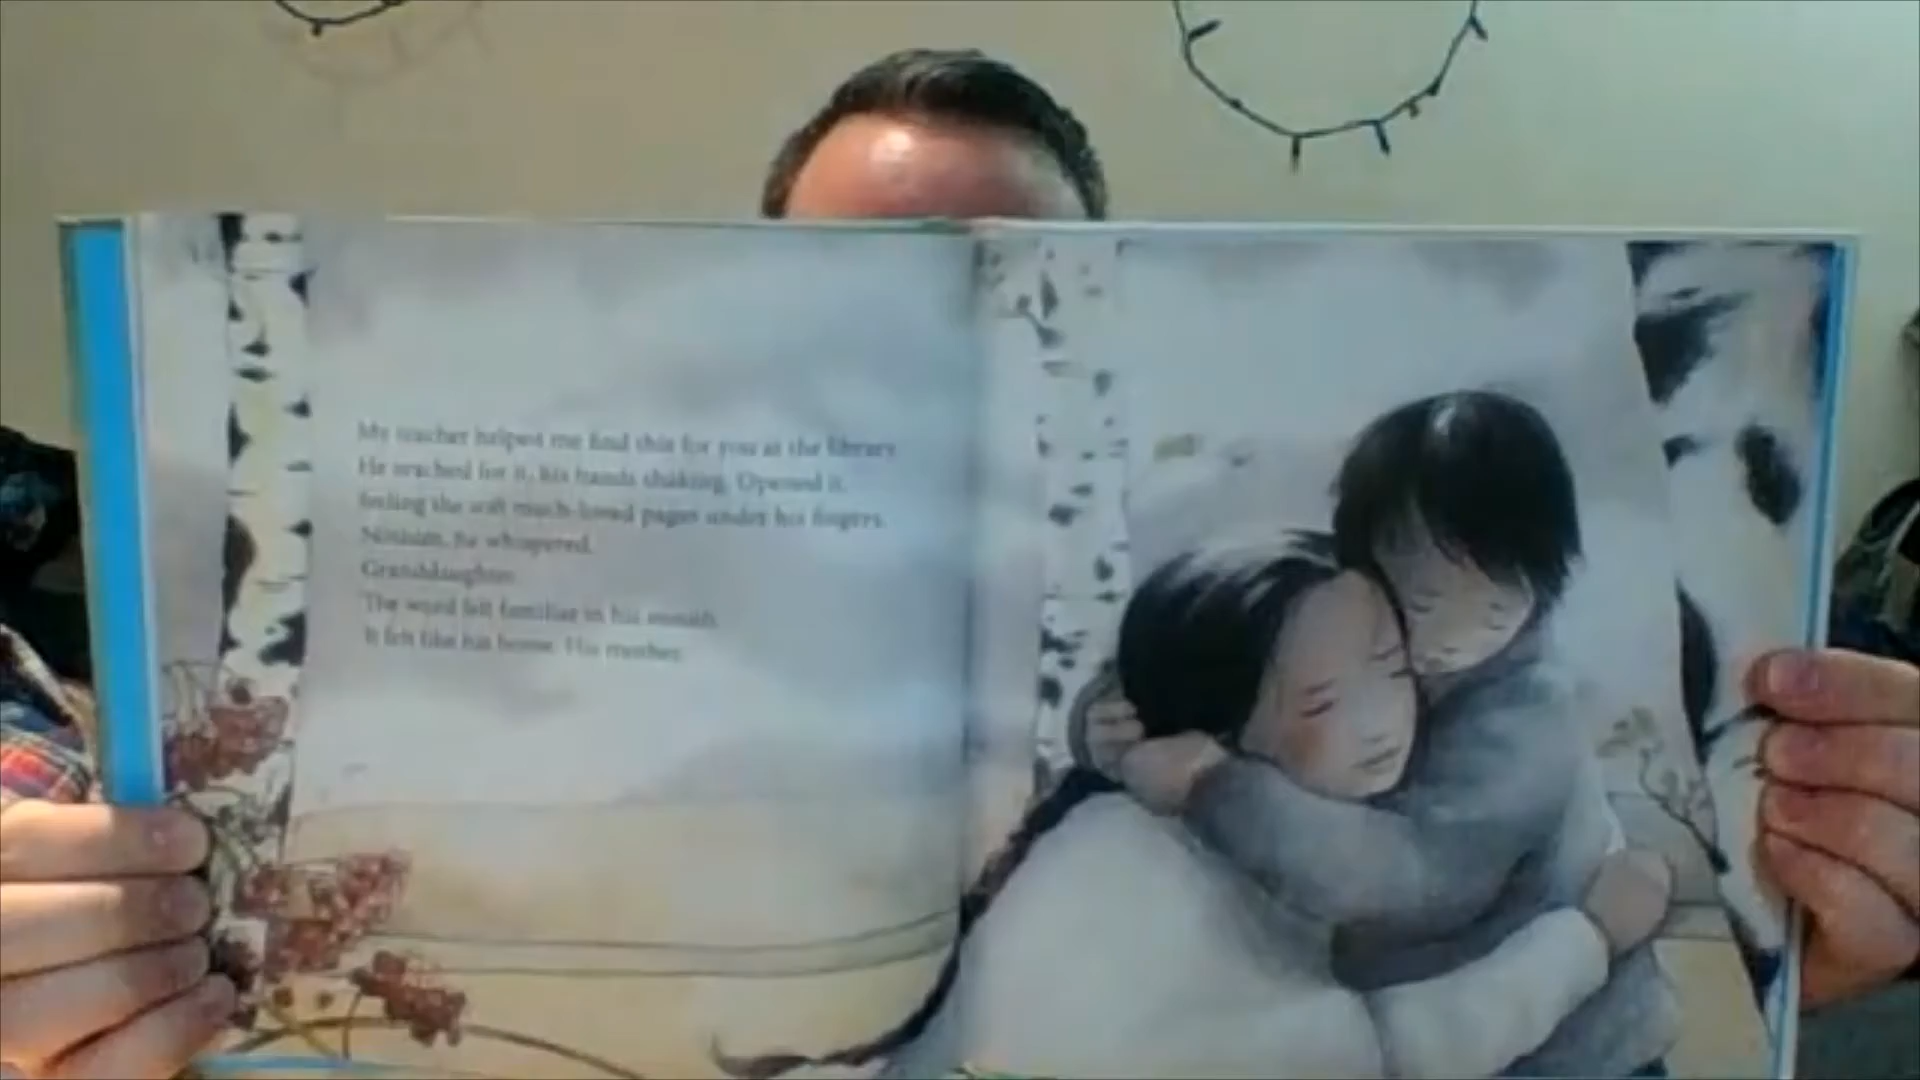 My teacher helped me find this for you at the library.
He reached for it, his hands shaking. Opened it,
feeling the soft much-loved pages under his fingers.
Nosisim, he whispered.
Granddaughter.
The word felt familiar in his mouth.
It felt like his home. His mother.